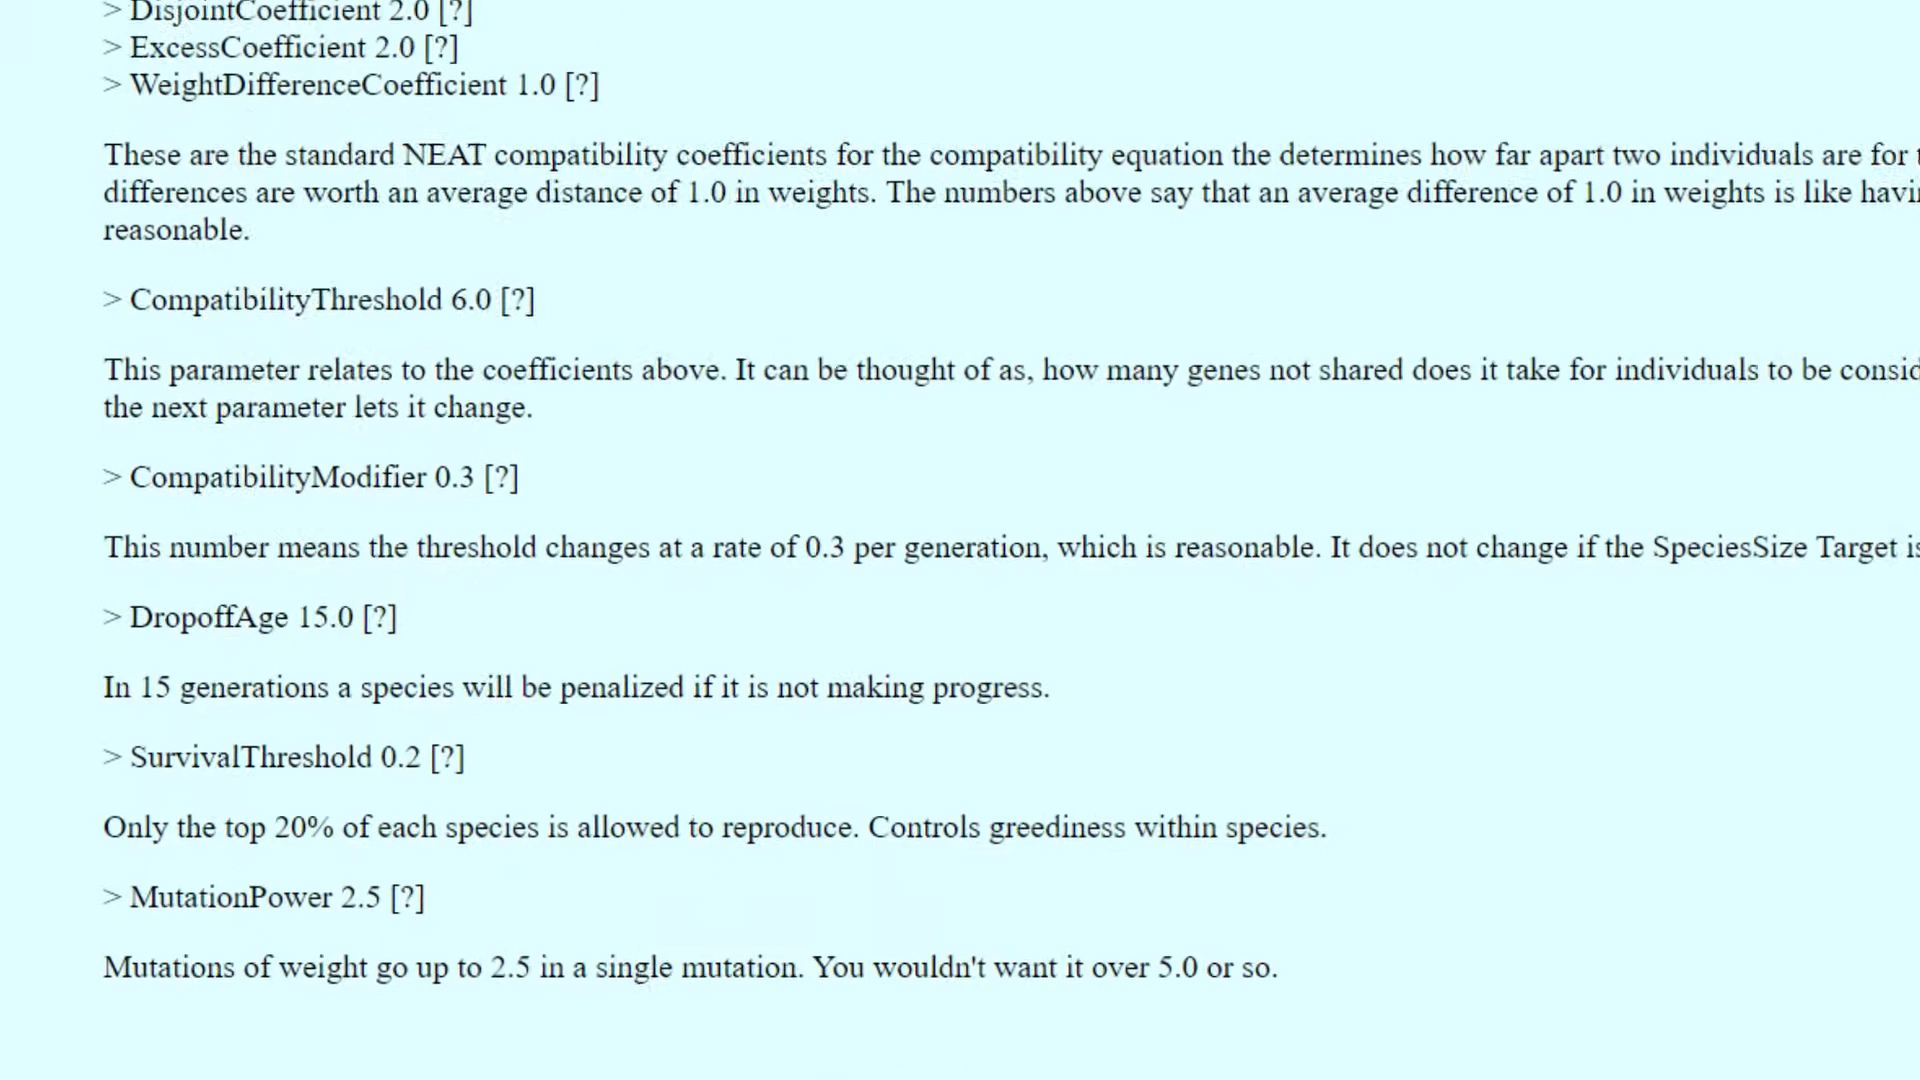 > DisjointCoefficient 2.0 [?]
> ExcessCoefficient 2.0 [?]
> WeightDifferenceCoefficient 1.0 [?]
These are the standard NEAT compatibility coefficients for the compatibility equation the determines how far apart two individuals are for
differences are worth an average distance of 1.0 in weights. The numbers above say that an average difference of 1.0 in weights is like
reasonable.
> CompatibilityThreshold 6.0 [?]
This parameter relates to the coefficients above. It can be thought of as, how many genes not shared does it take for individuals to be
the next parameter lets it change.
> CompatibilityModifier 0.3 [?]
This number means the threshold changes at a rate of 0.3 per generation, which is reasonable. It does not change if the SpeciesSize Target
> DropoffAge 15.0 [?]
In 15 generations a species will be penalized if it is not making progress.
> SurvivalThreshold 0.2 [?]
Only the top 20% of each species is allowed to reproduce. Controls greediness within species.
> MutationPower 2.5 [?]
Mutations of weight go up to 2.5 in a single mutation. You wouldn't want it over 5.0 or so.